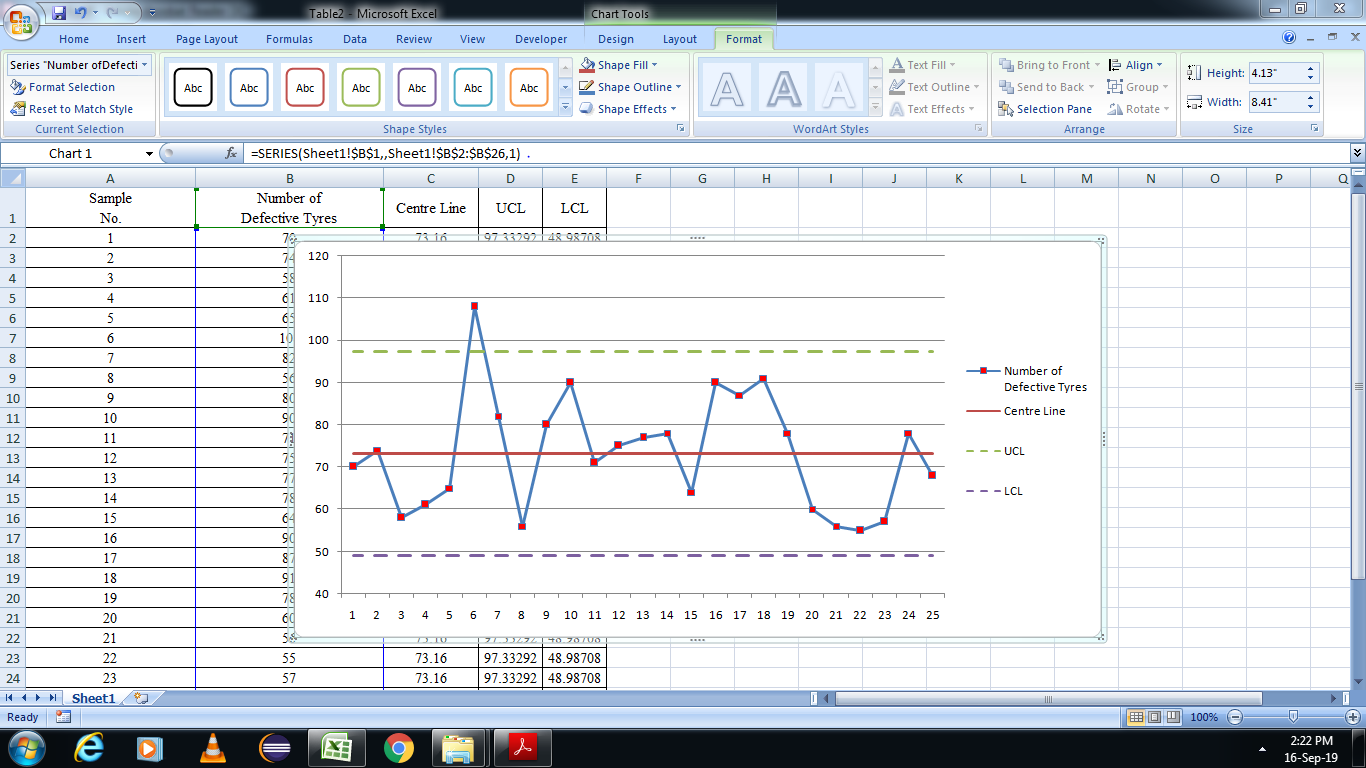 Table2 - Microsoft Excel
Chart Tools
Home Insert Page Layout Formulas Data Review View Developer Design Layout Format
Series "Number ofDefecti
Format Selection
Reset to Match Style
Current Selection
Abc Abc Abc Abc Abc Abc Abc
Shape Fill
Shape Outline
Shape Effects
Shape Styles
A A A
Text Fill
Text Outline
Text Effects
WordArt Styles
Bring to Front
Send to Back
Selection Pane
Align
Group
Rotate
Arrange
Height: 4.13"
Width: 8.41"
Size
Chart 1 fx =SERIES(Sheet1!$B$1,,Sheet1!$B$2:$B$26,1) .
A B C D E F G H I J K L M N O P Q
1 Sample No. Number of Defective Tyres Centre Line UCL LCL
2 1 73.16 97.33292 48.98708
3 2 74
4 3 58
5 4 61
6 5 65
7 6 10
8 7 82
9 8 56
10 9 80
11 10 90
12 11
13 12 75
14 13 77
15 14 78
16 15 64
17 16 90
18 17 87
19 18 91
20 19 78
21 20 60
22 21 73.16 97.33292 48.98708
23 22 55 73.16 97.33292 48.98708
24 23 57 73.16 97.33292 48.98708
120
110
100
90
80
70
60
50
40
1 2 3 4 5 6 7 8 9 10 11 12 13 14 15 16 17 18 19 20 21 22 23 24 25
Number of
Defective Tyres
Centre Line
UCL
LCL
Sheet1
Ready
100%
2:22 PM
16-Sep-19